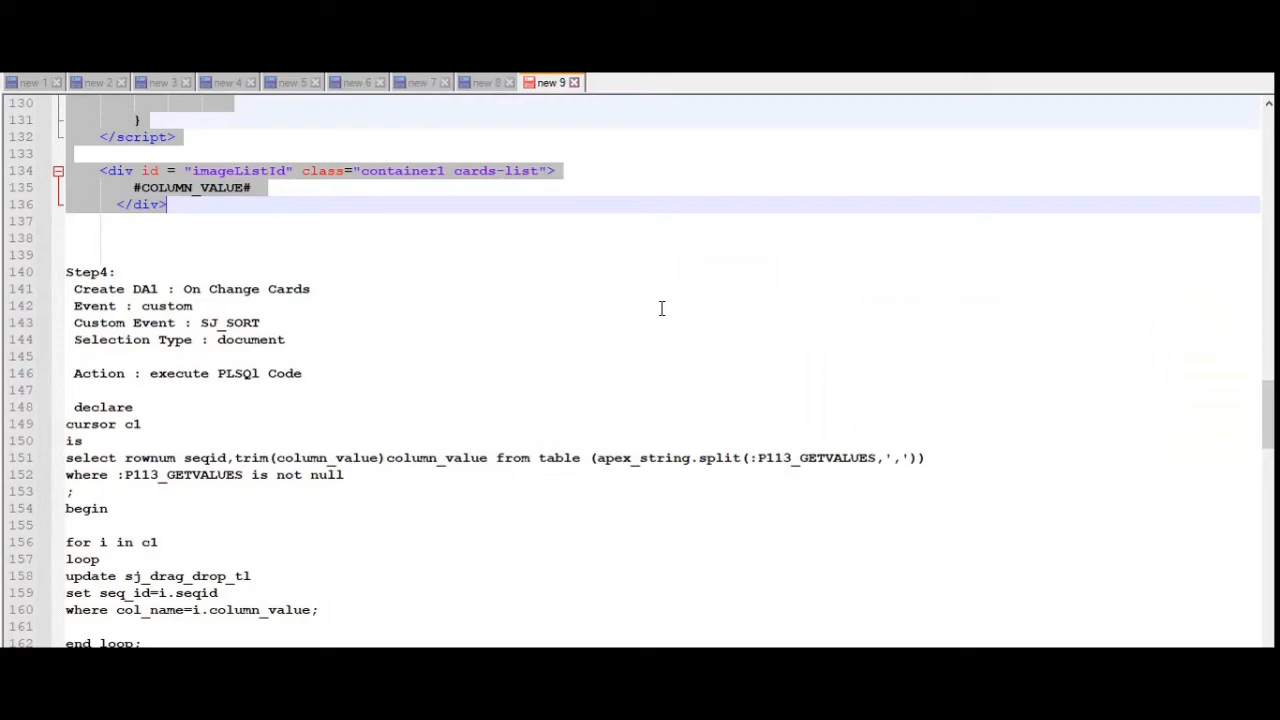 new 1 new 2 new 3 new 4 new 5 new 6 new 7 new 8 new 9
130
131 }
132 </script>
133
134 <div id = "imageListId" class="container1 cards-list">
135 #COLUMN_VALUE#
136 </div>
137
138
139
140 Step4:
141 Create DA1 : On Change Cards
142 Event : custom
143 Custom Event : SJ_SORT
144 Selection Type : document
145
146 Action : execute PLSQl Code
147
148 declare
149 cursor c1
150 is
151 select rownum seqid,trim(column_value)column_value from table (apex_string.split(:P113_GETVALUES,','))
152 where :P113_GETVALUES is not null
153 ;
154 begin
155
156 for i in c1
157 loop
158 update sj_drag_drop_tl
159 set seq_id=i.seqid
160 where col_name=i.column_value;
161
162 end loop;